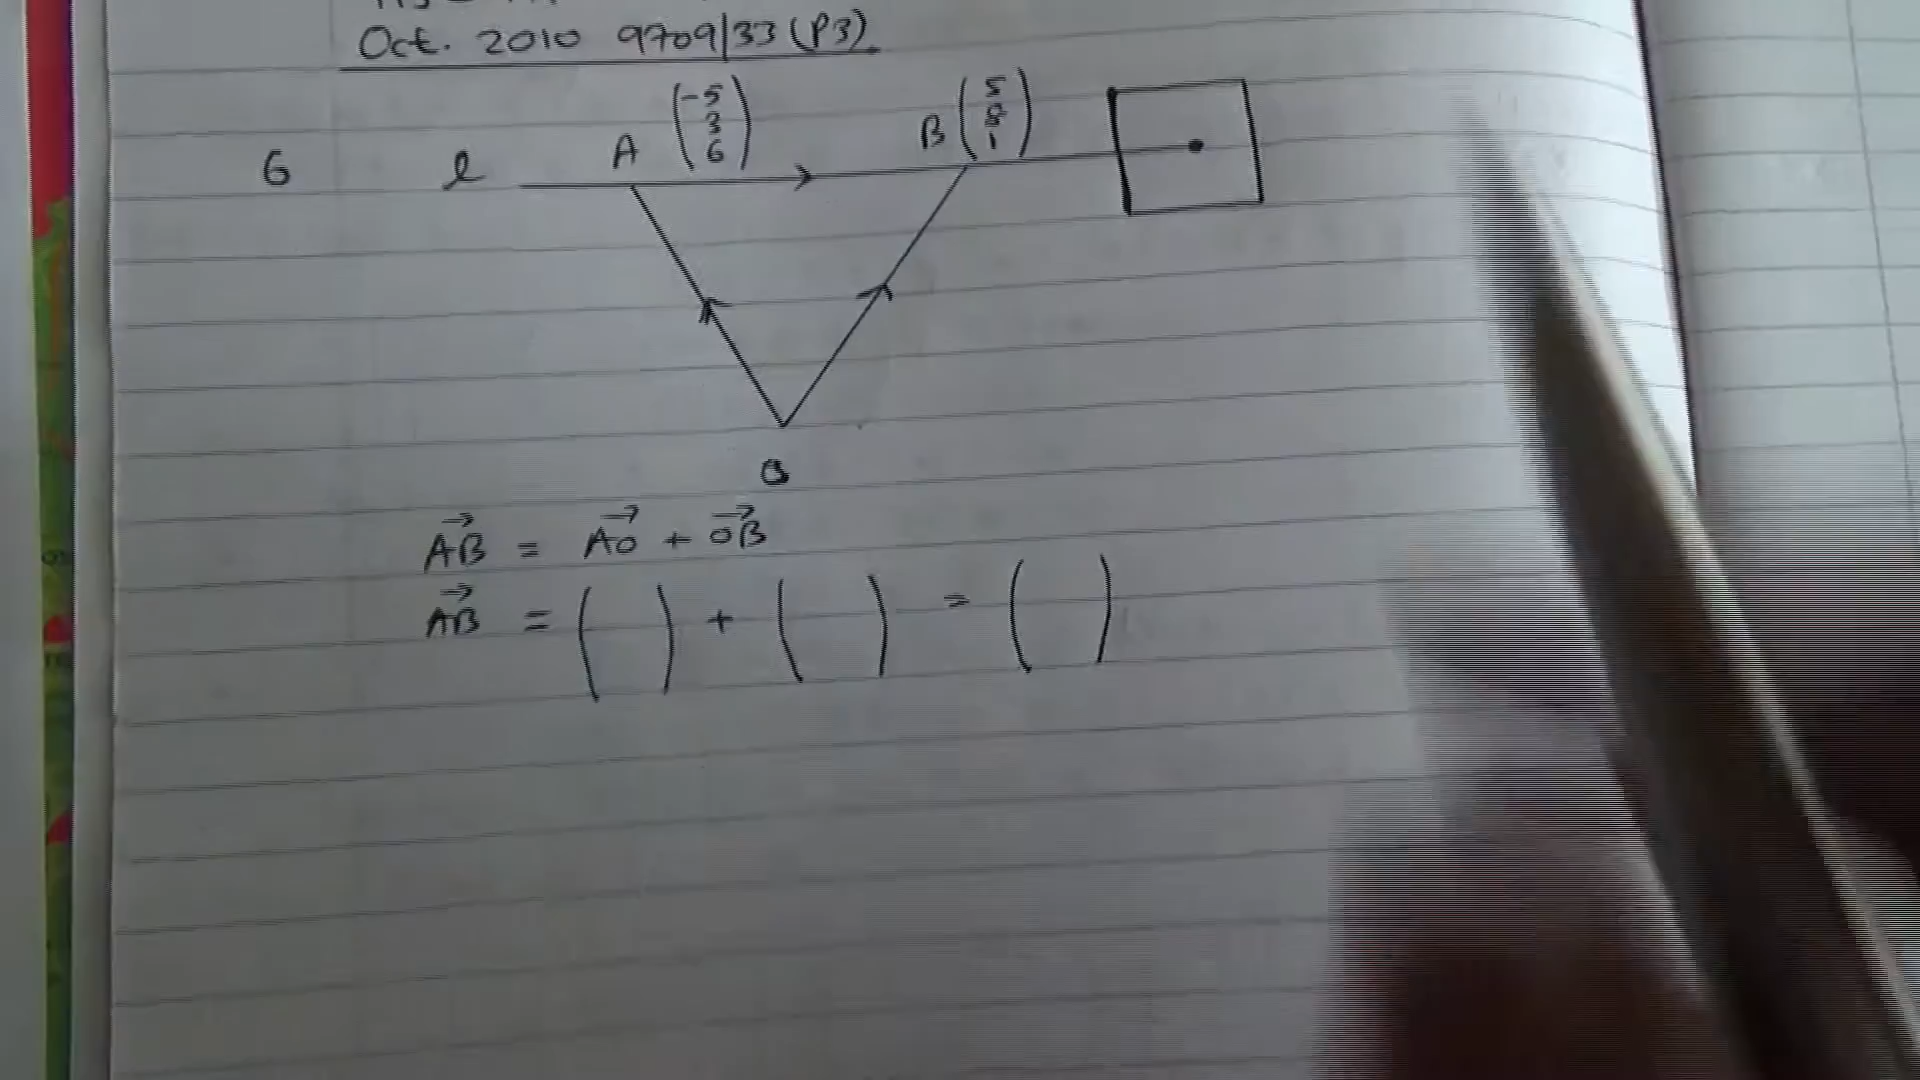 Oct. 2010 9709/33 (P3)
6 l A (-5 3 6) B (5 8 1)
O
AB = AO + OB
AB = ( ) + ( ) = ( )